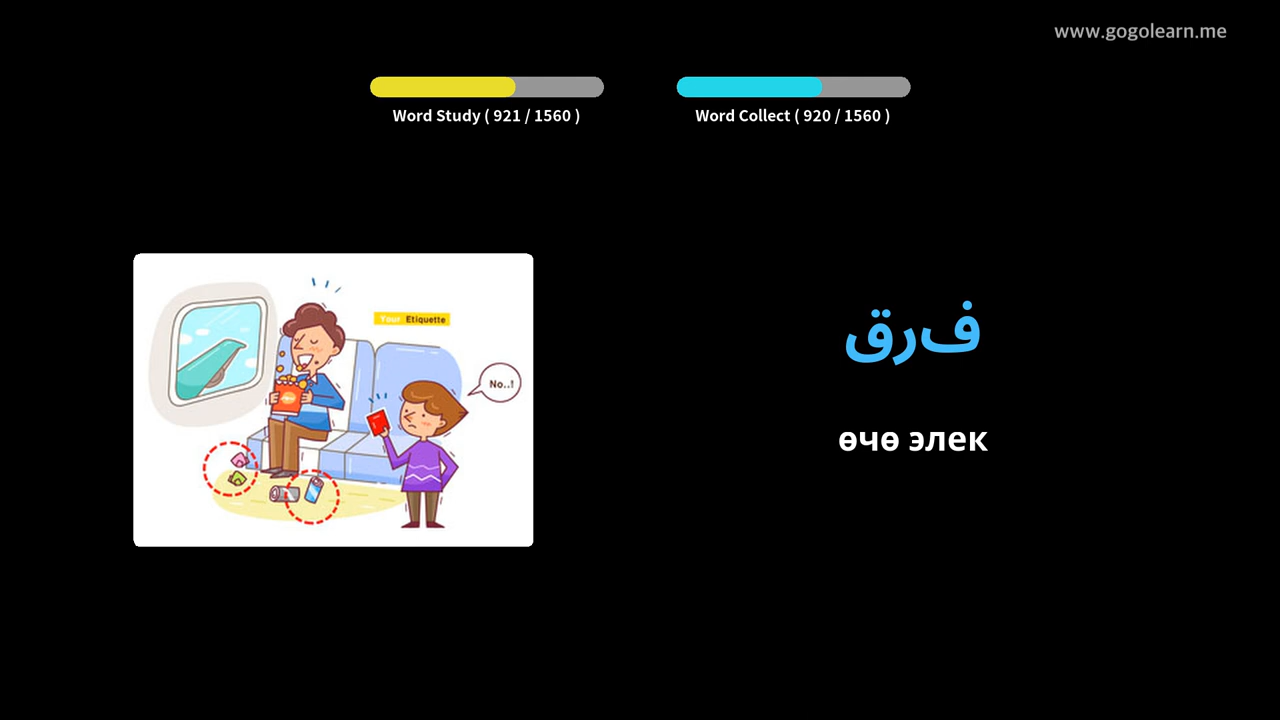 www.gogolearn.me
Word Study ( 921 / 1560 )
Word Collect ( 920 / 1560 )
Your Etiquette
No..!
فرق
өчө элек